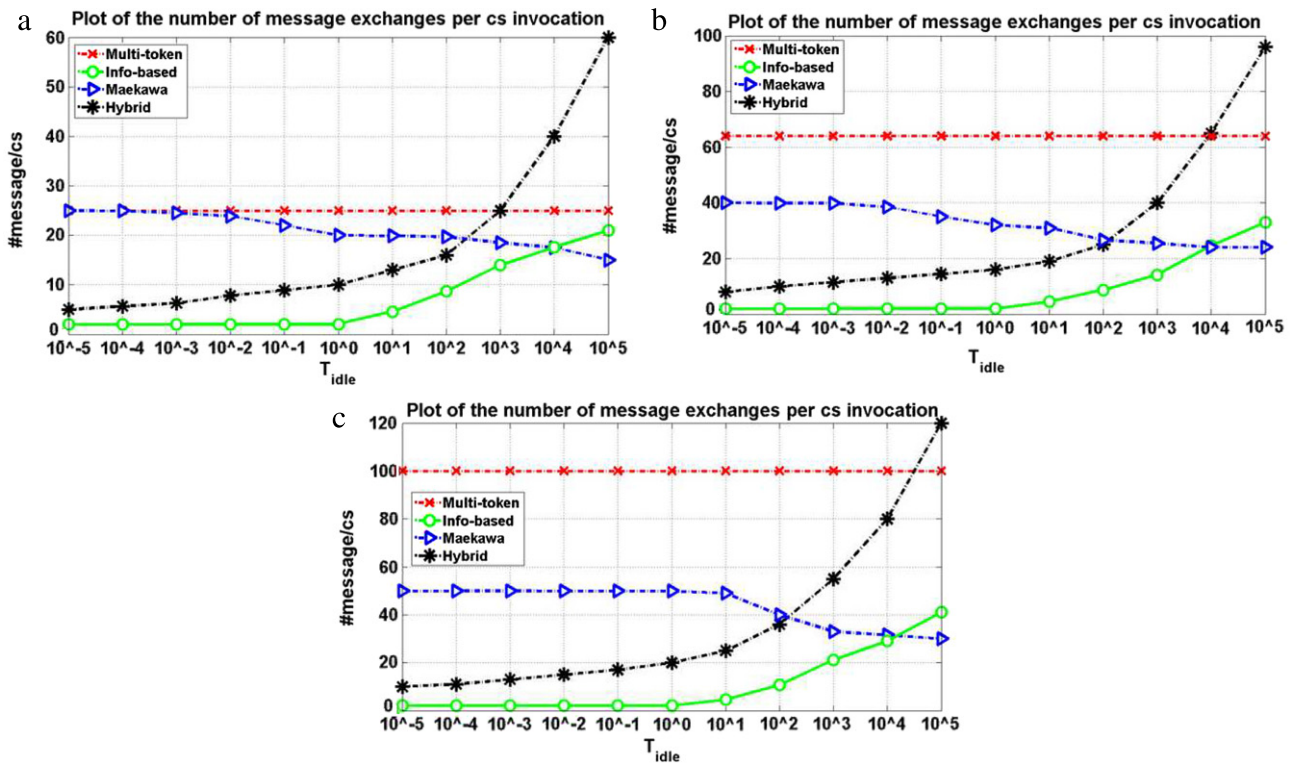 a
Plot of the number of message exchanges per cs invocation
60
50
40
30
20
10
0
#message/cs
Multi-token
Info-based
Maekawa
Hybrid
10^-5 10^-4 10^-3 10^-2 10^-1 10^0 10^1 10^2 10^3 10^4 10^5
T_idle
b
Plot of the number of message exchanges per cs invocation
100
80
60
40
20
0
#message/cs
Multi-token
Info-based
Maekawa
Hybrid
10^-5 10^-4 10^-3 10^-2 10^-1 10^0 10^1 10^2 10^3 10^4 10^5
T_idle
c
Plot of the number of message exchanges per cs invocation
120
100
80
60
40
20
0
#message/cs
Multi-token
Info-based
Maekawa
Hybrid
10^-5 10^-4 10^-3 10^-2 10^-1 10^0 10^1 10^2 10^3 10^4 10^5
T_idle